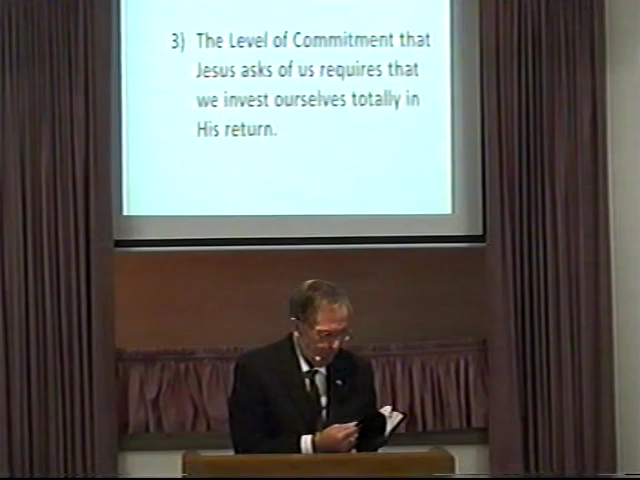 3) The Level of Commitment that
Jesus asks of us requires that
we invest ourselves totally in
His return.